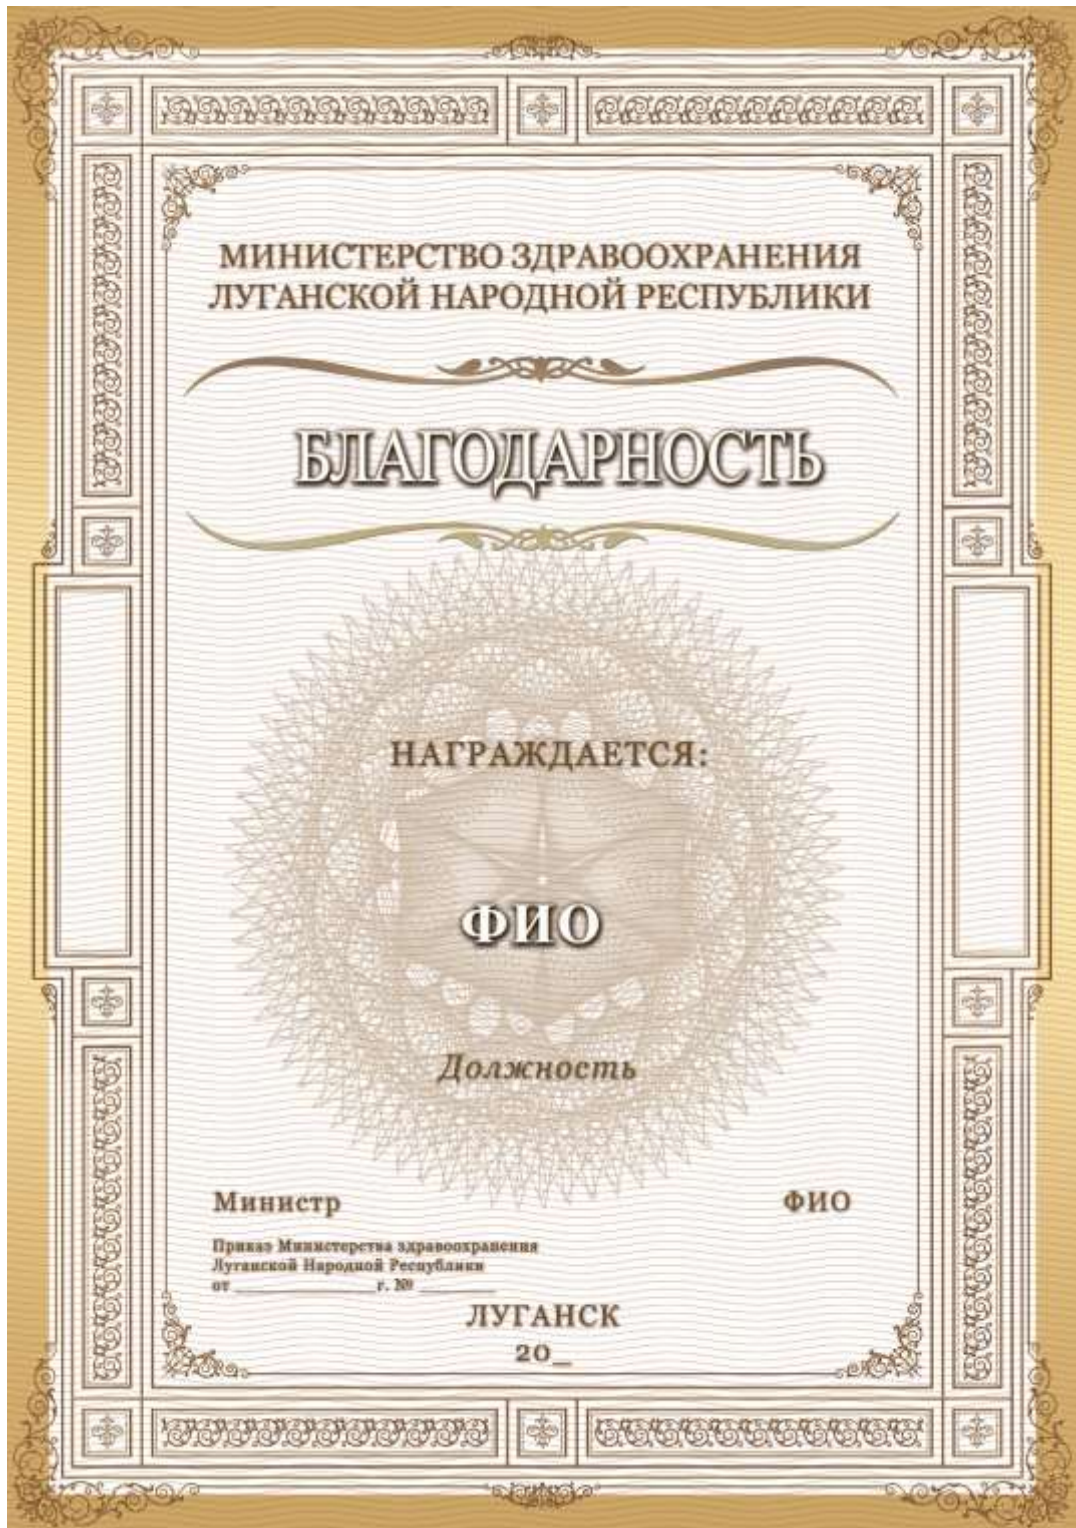 МИНИСТЕРСТВО ЗДРАВООХРАНЕНИЯ
ЛУГАНСКОЙ НАРОДНОЙ РЕСПУБЛИКИ
БЛАГОДАРНОСТЬ
НАГРАЖДАЕТСЯ:
ФИО
Должность
Министр ФИО
Приказ Министерства здравоохранения
Луганской Народной Республики
от _______________ г. № ________
ЛУГАНСК
20_